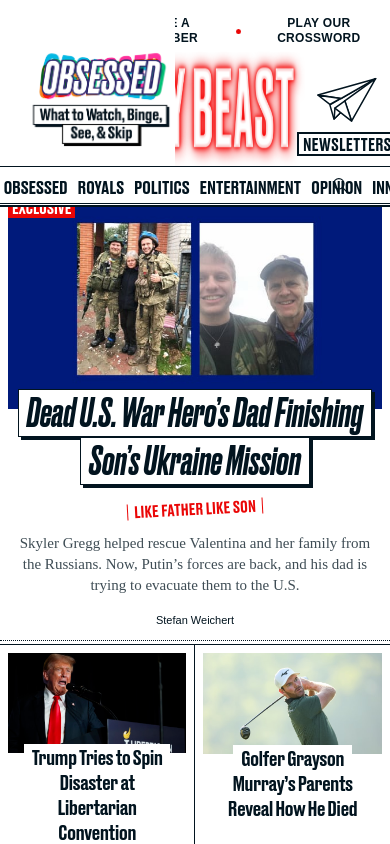 E A
BER
PLAY OUR
CROSSWORD
OBSESSED
What to Watch, Binge,
See, & Skip
Y BEAST
NEWSLETTERS
OBSESSED ROYALS POLITICS ENTERTAINMENT OPINION INN
EXCLUSIVE
Dead U.S. War Hero’s Dad Finishing
Son’s Ukraine Mission
LIKE FATHER LIKE SON
Skyler Gregg helped rescue Valentina and her family from
the Russians. Now, Putin’s forces are back, and his dad is
trying to evacuate them to the U.S.
Stefan Weichert
Trump Tries to Spin
Disaster at
Libertarian
Convention
Golfer Grayson
Murray’s Parents
Reveal How He Died